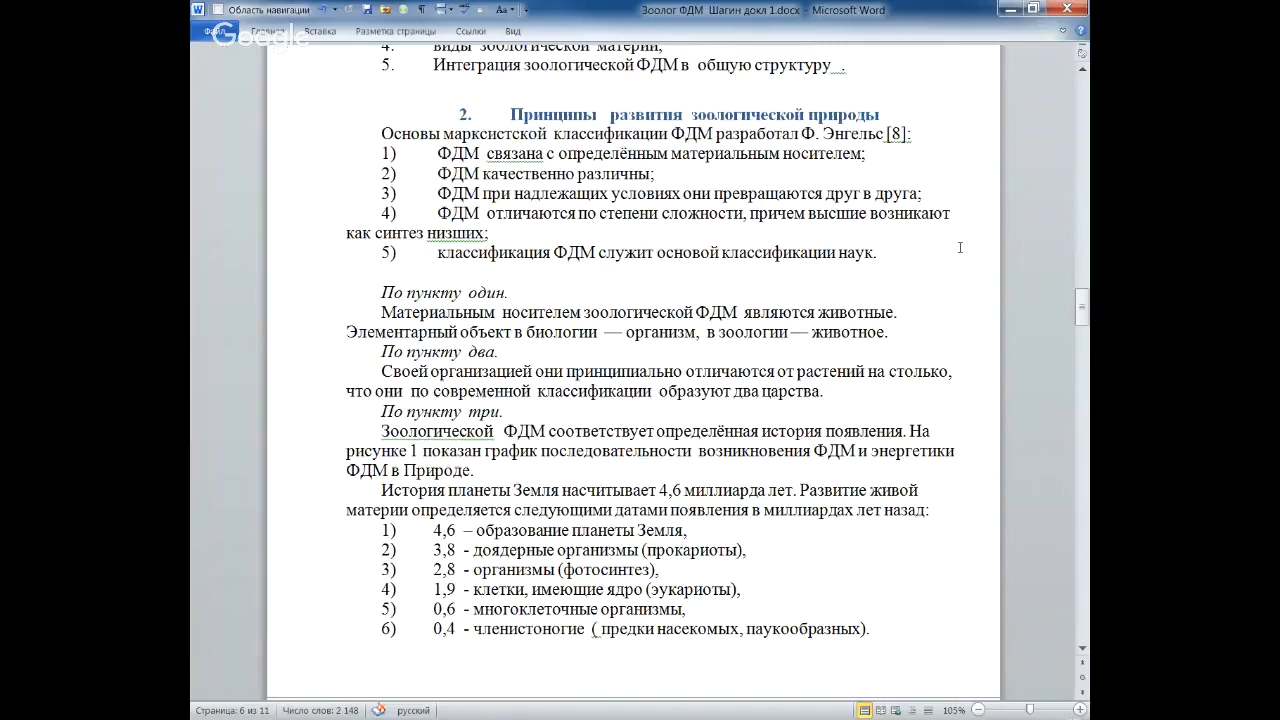 Область навигации
Зоолог ФДМ Шагин докл 1.docx - Microsoft Word
Файл Главная Вставка Разметка страницы Ссылки Вид
Google
4. виды зоологической материи;
5. Интеграция зоологической ФДМ в общую структуру .
2. Принципы развития зоологической природы
Основы марксистской классификации ФДМ разработал Ф. Энгельс [8]:
1) ФДМ связана с определённым материальным носителем;
2) ФДМ качественно различны;
3) ФДМ при надлежащих условиях они превращаются друг в друга;
4) ФДМ отличаются по степени сложности, причем высшие возникают
как синтез низших;
5) классификация ФДМ служит основой классификации наук.
По пункту один.
Материальным носителем зоологической ФДМ являются животные.
Элементарный объект в биологии — организм, в зоологии — животное.
По пункту два.
Своей организацией они принципиально отличаются от растений на столько,
что они по современной классификации образуют два царства.
По пункту три.
Зоологической ФДМ соответствует определённая история появления. На
рисунке 1 показан график последовательности возникновения ФДМ и энергетики
ФДМ в Природе.
История планеты Земля насчитывает 4,6 миллиарда лет. Развитие живой
материи определяется следующими датами появления в миллиардах лет назад:
1) 4,6 – образование планеты Земля,
2) 3,8 - доядерные организмы (прокариоты),
3) 2,8 - организмы (фотосинтез),
4) 1,9 - клетки, имеющие ядро (эукариоты),
5) 0,6 - многоклеточные организмы,
6) 0,4 - членистоногие ( предки насекомых, паукообразных).
Страница: 6 из 11 Число слов: 2 148 русский 105%